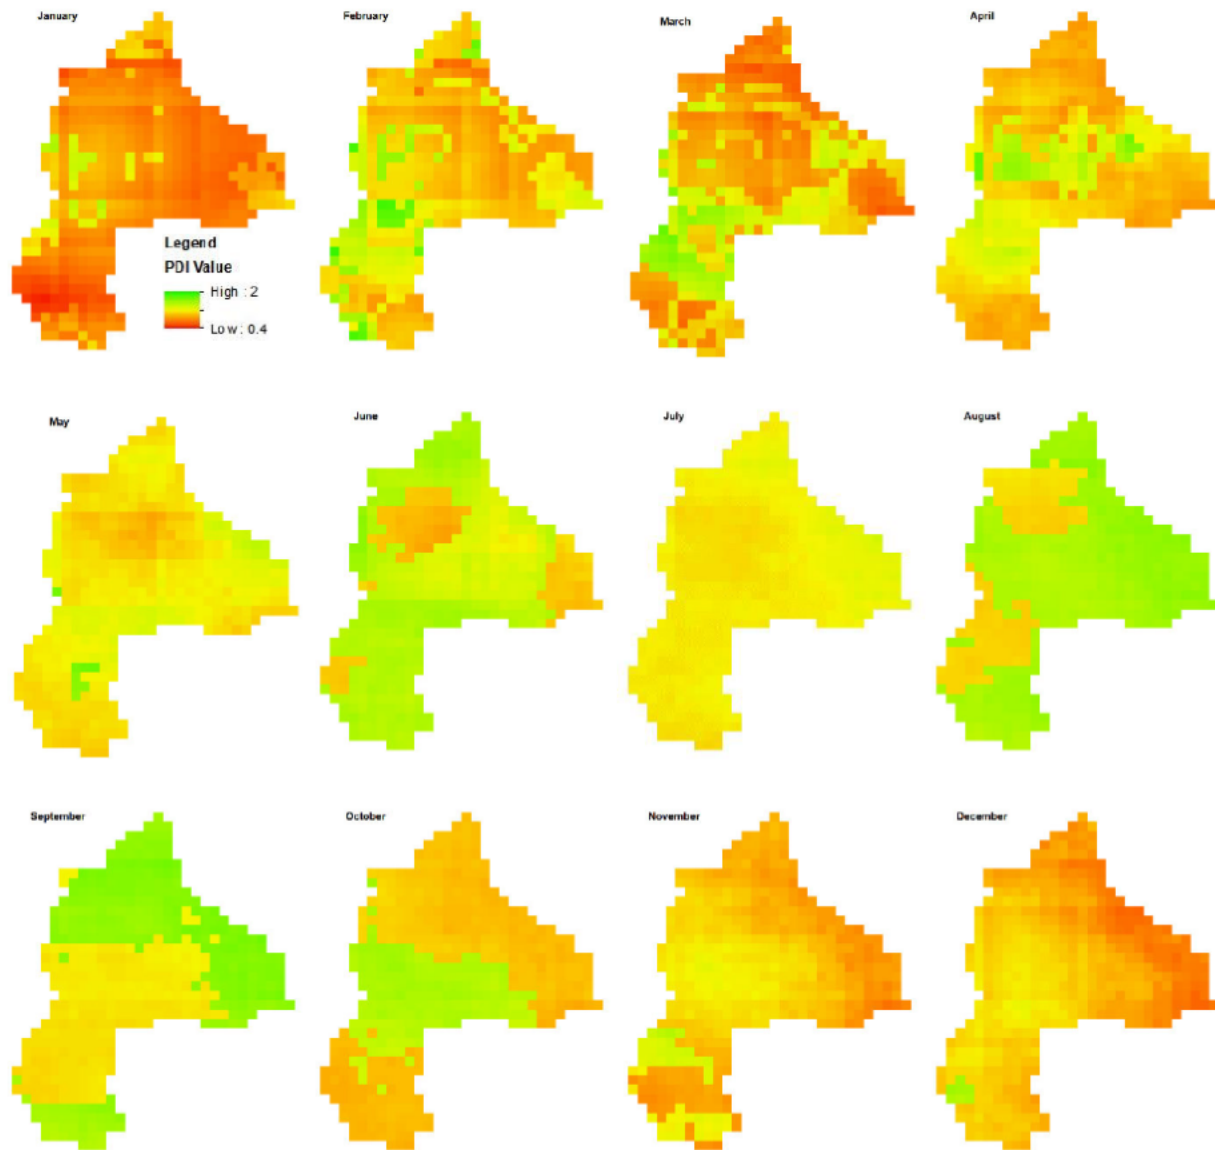 January
February
March
April
Legend
PDI Value
High : 2
Low : 0.4
May
June
July
August
September
October
November
December